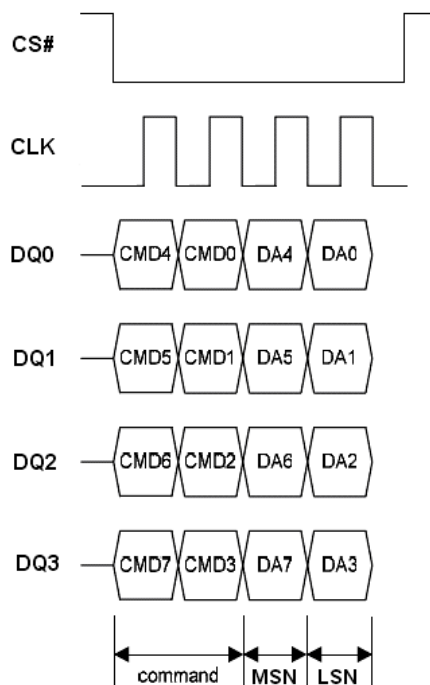 CS#
CLK
DQ0 CMD4 CMD0 DA4 DA0
DQ1 CMD5 CMD1 DA5 DA1
DQ2 CMD6 CMD2 DA6 DA2
DQ3 CMD7 CMD3 DA7 DA3
command MSN LSN